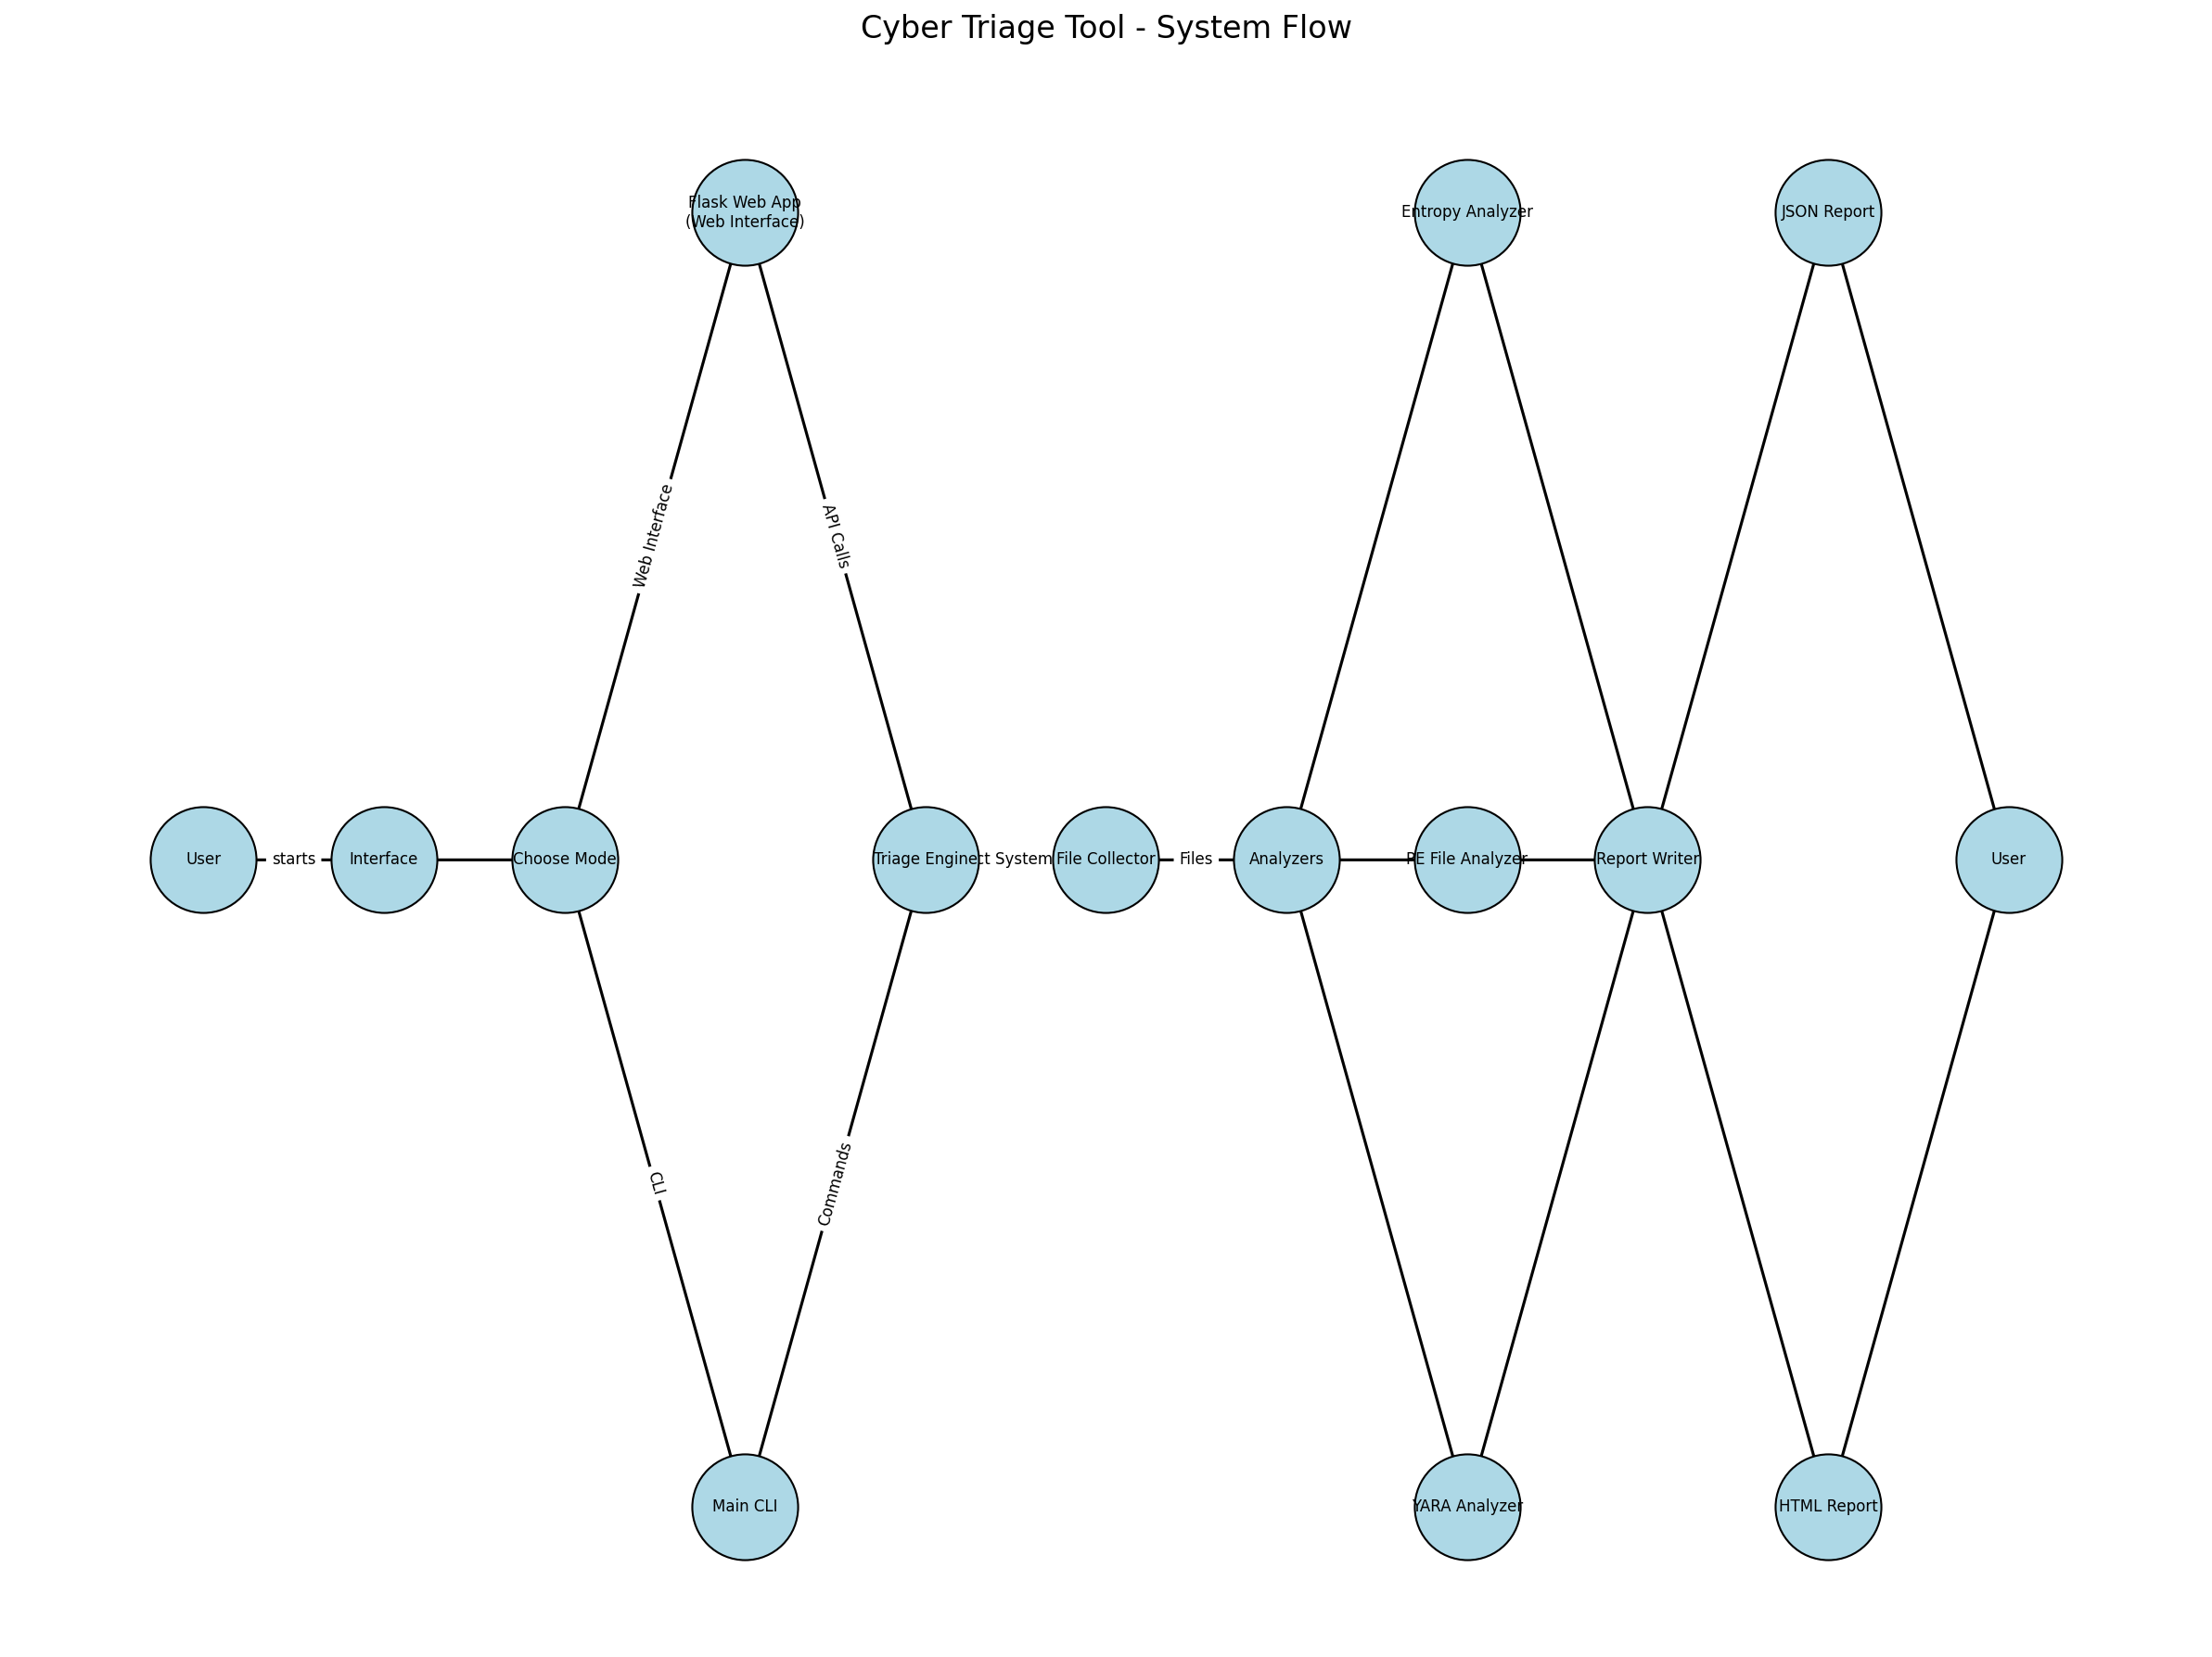 Cyber Triage Tool - System Flow
Flask Web App
(Web Interface)
Entropy Analyzer
JSON Report
Web Interface
API Calls
User
starts
Interface
Choose Mode
Triage Engine
System
File Collector
Files
Analyzers
PE File Analyzer
Report Writer
User
CLI
Commands
Main CLI
YARA Analyzer
HTML Report